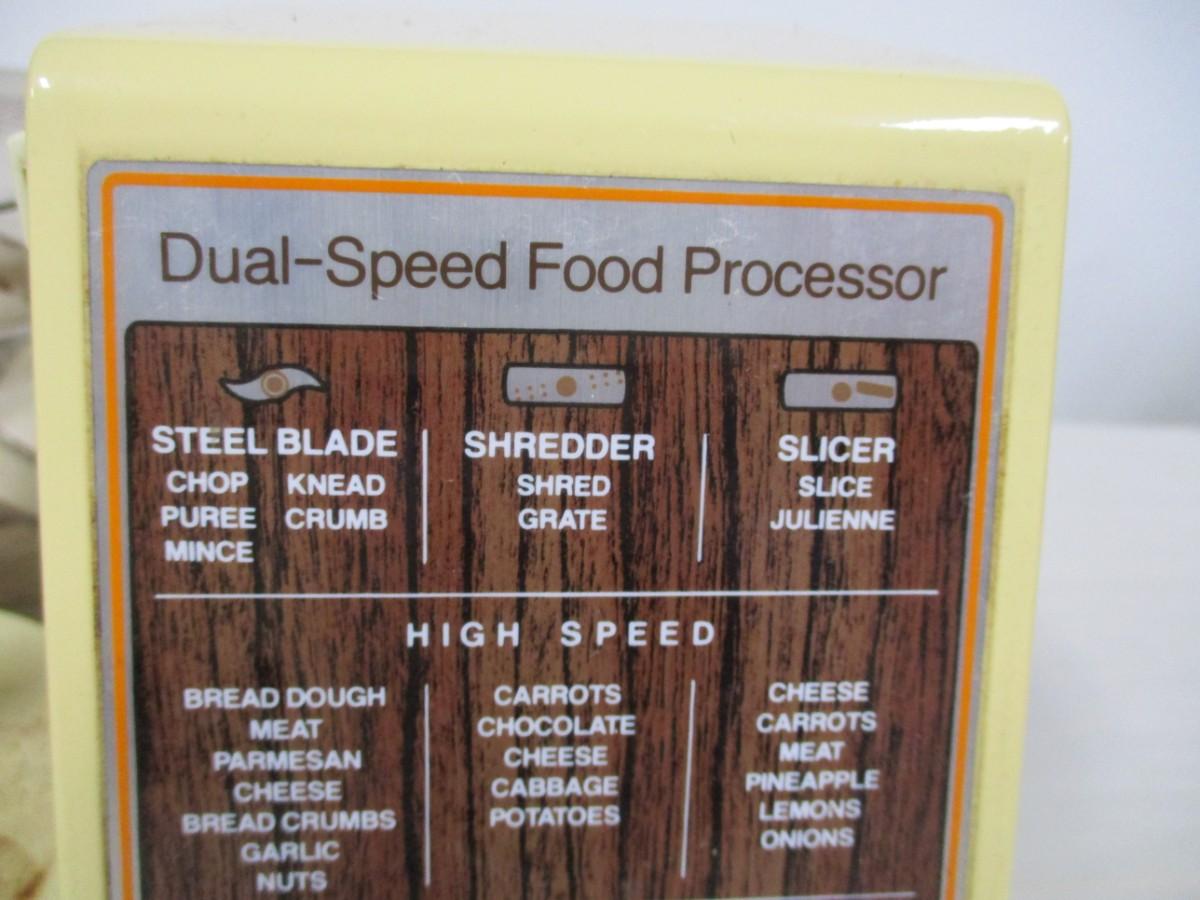 Dual-Speed Food Processor
STEEL BLADE
CHOP KNEAD
PUREE CRUMB
MINCE
SHREDDER
SHRED
GRATE
SLICER
SLICE
JULIENNE
HIGH SPEED
BREAD DOUGH
MEAT
PARMESAN
CHEESE
BREAD CRUMBS
GARLIC
NUTS
CARROTS
CHOCOLATE
CHEESE
CABBAGE
POTATOES
CHEESE
CARROTS
MEAT
PINEAPPLE
LEMONS
ONIONS